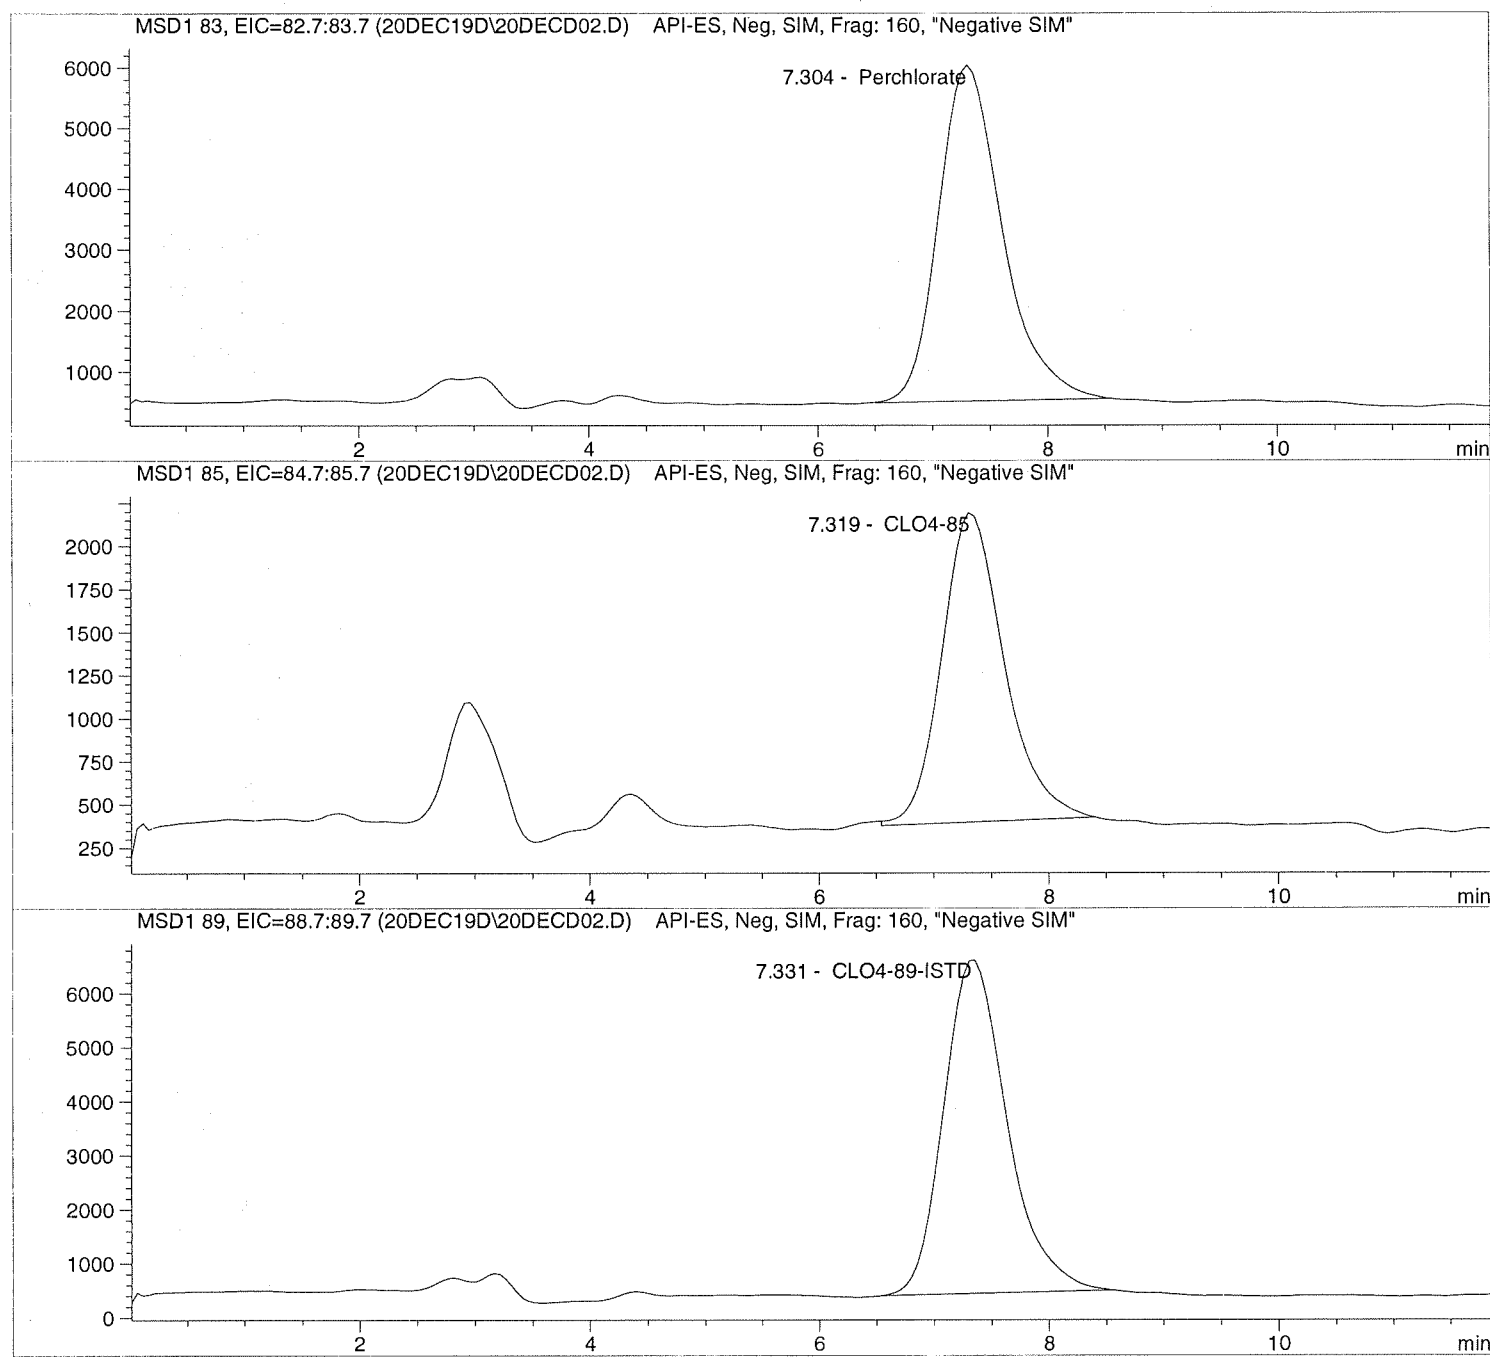 MSD1 83, EIC=82.7:83.7 (20DEC19D\20DECD02.D) API-ES, Neg, SIM, Frag: 160, "Negative SIM"
7.304 - Perchlorate
6000
5000
4000
3000
2000
1000
2 4 6 8 10 min
MSD1 85, EIC=84.7:85.7 (20DEC19D\20DECD02.D) API-ES, Neg, SIM, Frag: 160, "Negative SIM"
7.319 - CLO4-85
2000
1750
1500
1250
1000
750
500
250
2 4 6 8 10 min
MSD1 89, EIC=88.7:89.7 (20DEC19D\20DECD02.D) API-ES, Neg, SIM, Frag: 160, "Negative SIM"
7.331 - CLO4-89-ISTD
6000
5000
4000
3000
2000
1000
0
2 4 6 8 10 min